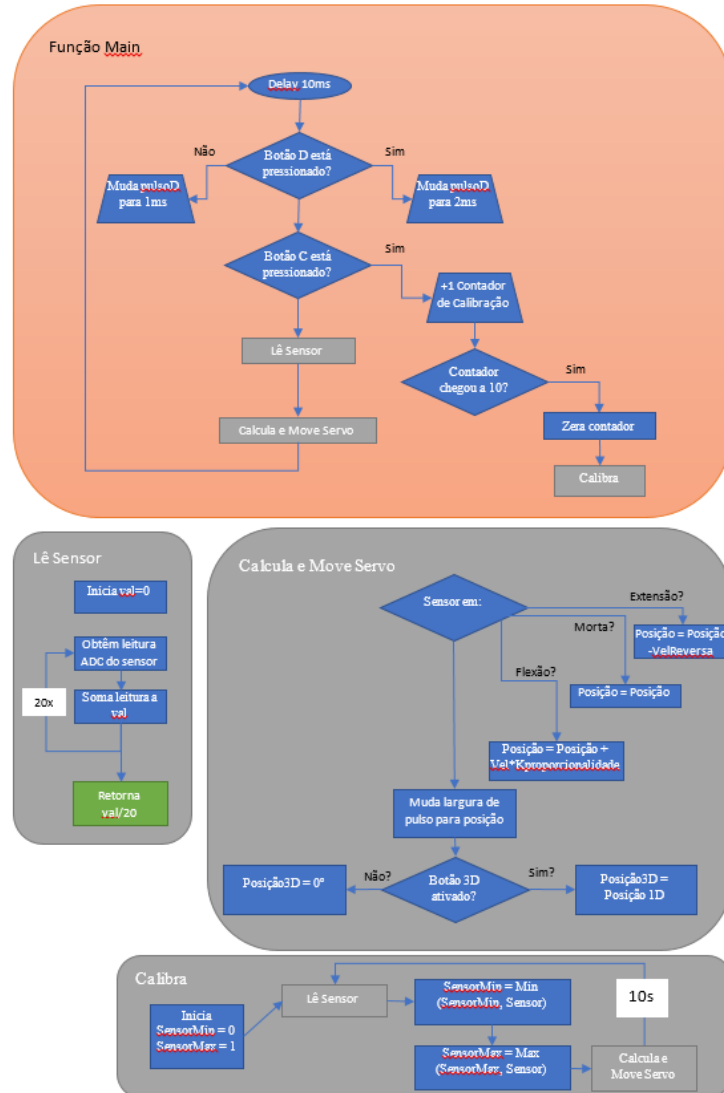 Função Main
Delay 10ms
Não
Botão D está
pressionado?
Sim
Muda pulsoD
para 1ms
Muda pulsoD
para 2ms
Botão C está
pressionado?
Sim
+1 Contador
de Calibração
Lê Sensor
Contador
chegou a 10?
Sim
Calcula e Move Servo
Zera contador
Calibra
Lê Sensor
Inicia val=0
Obtêm leitura
ADC do sensor
20x
Soma leitura a
val
Retorna
val/20
Calcula e Move Servo
Sensor em:
Extensão?
Posição = Posição
-VelReversa
Morta?
Posição = Posição
Flexão?
Posição = Posição +
Vel*Kproporcionalidade
Muda largura de
pulso para posição
Posição3D = 0º
Não?
Botão 3D
ativado?
Sim?
Posição3D =
Posição 1D
Calibra
Inicia
SensorMin = 0
SensorMax = 1
Lê Sensor
SensorMin = Min
(SensorMin, Sensor)
10s
SensorMax = Max
(SensorMax, Sensor)
Calcula e
Move Servo